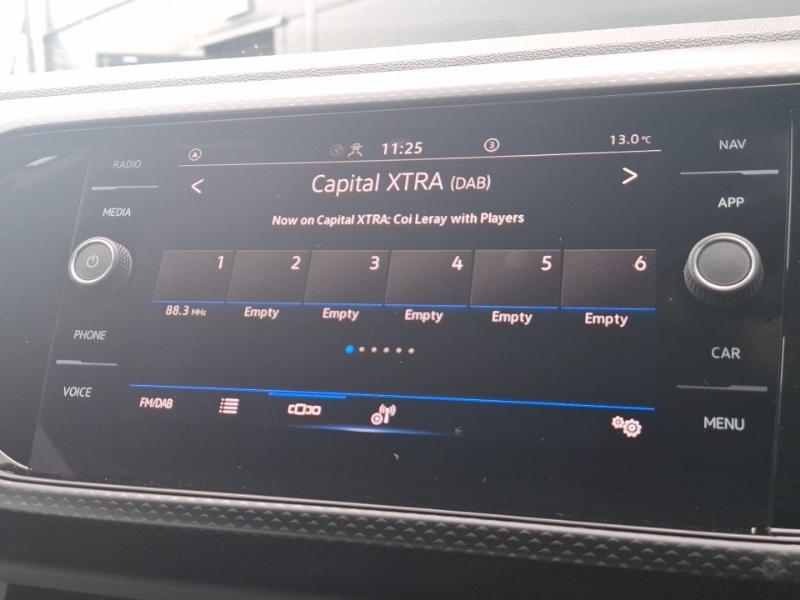 RADIO
MEDIA
PHONE
VOICE
11:25
3
13.0 °C
< Capital XTRA (DAB) >
Now on Capital XTRA: Coi Leray with Players
1 2 3 4 5 6
88.3 MHz Empty Empty Empty Empty Empty
FM/DAB
NAV
APP
CAR
MENU